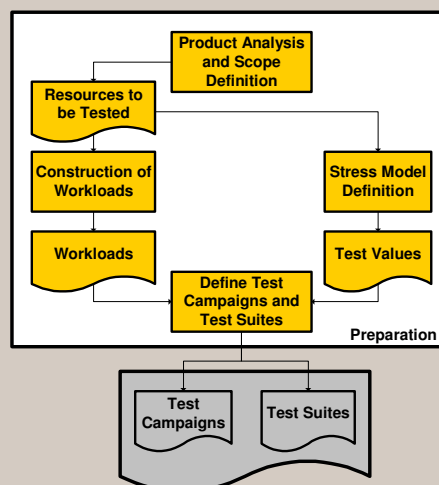 Product Analysis
and Scope
Definition
Resources to
be Tested
Construction of
Workloads
Stress Model
Definition
Workloads
Test Values
Define Test
Campaigns and
Test Suites
Preparation
Test
Campaigns
Test Suites